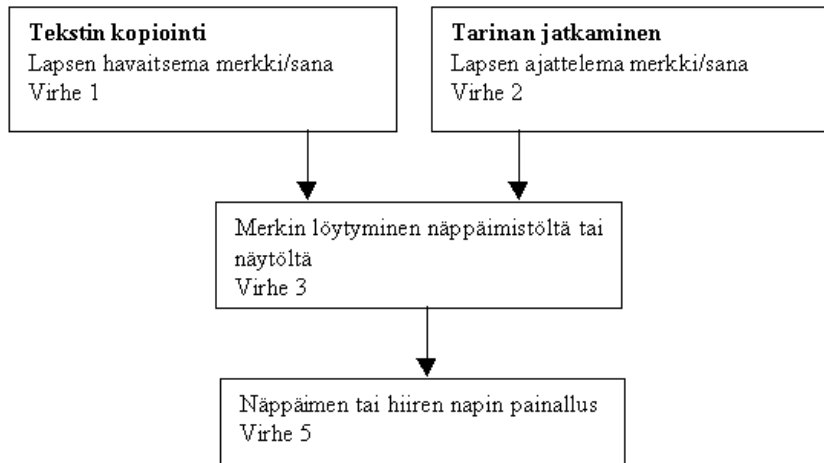 Tekstin kopiointi
Lapsen havaitsema merkki/sana
Virhe 1
Tarinan jatkaminen
Lapsen ajattelema merkki/sana
Virhe 2
Merkin löytyminen näppäimistöltä tai
näytöltä
Virhe 3
Näppäimen tai hiiren napin painallus
Virhe 5